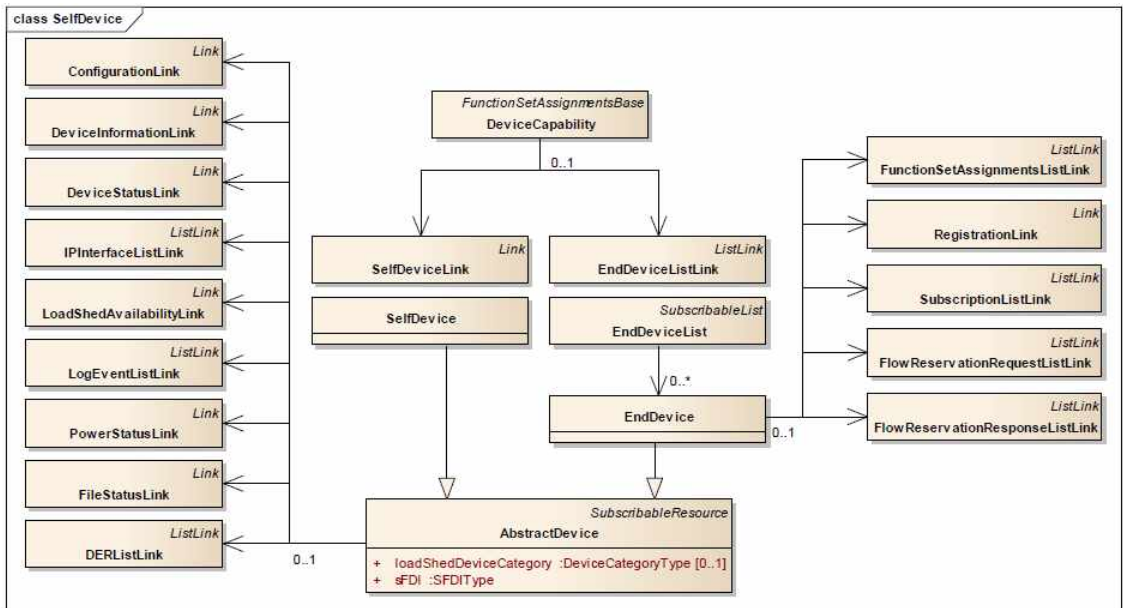 class SelfDevice
Link
ConfigurationLink
Link
DeviceInformationLink
Link
DeviceStatusLink
ListLink
IPInterfaceListLink
Link
LoadShedAvailabilityLink
ListLink
LogEventListLink
Link
PowerStatusLink
Link
FileStatusLink
ListLink
DERListLink
FunctionSetAssignmentsBase
DeviceCapability
0..1
Link
SelfDeviceLink
ListLink
EndDeviceListLink
SelfDevice
SubscribableList
EndDeviceList
0..*
EndDevice
0..1
SubscribableResource
AbstractDevice
+ loadShedDeviceCategory :DeviceCategoryType [0..1]
+ sFDI :SFDIType
0..1
ListLink
FunctionSetAssignmentsListLink
Link
RegistrationLink
ListLink
SubscriptionListLink
ListLink
FlowReservationRequestListLink
ListLink
FlowReservationResponseListLink